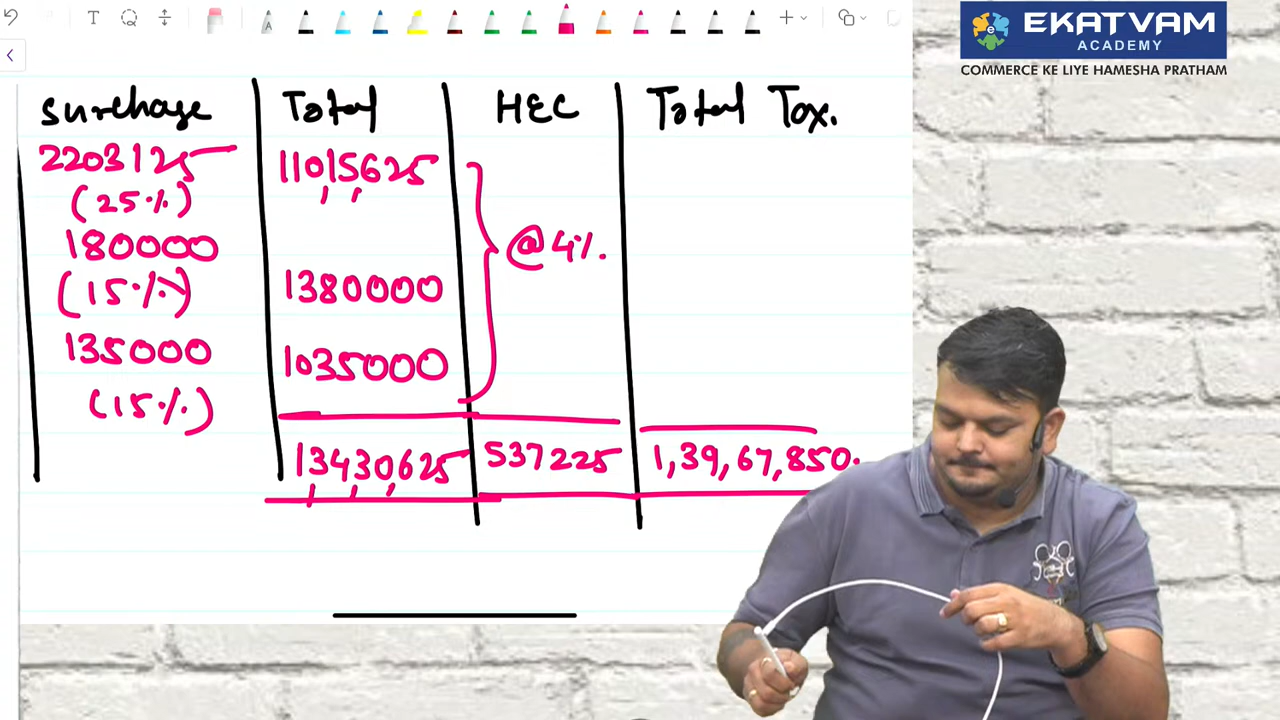 EKATVAM
ACADEMY
COMMERCE KE LIYE HAMESHA PRATHAM
Surchage Total HEC Total Tax.
2203125 11015625
(25%)
180000 @4%.
(15%) 1380000
135000 1035000
(15%)
13430625 537225 1,39,67,850.